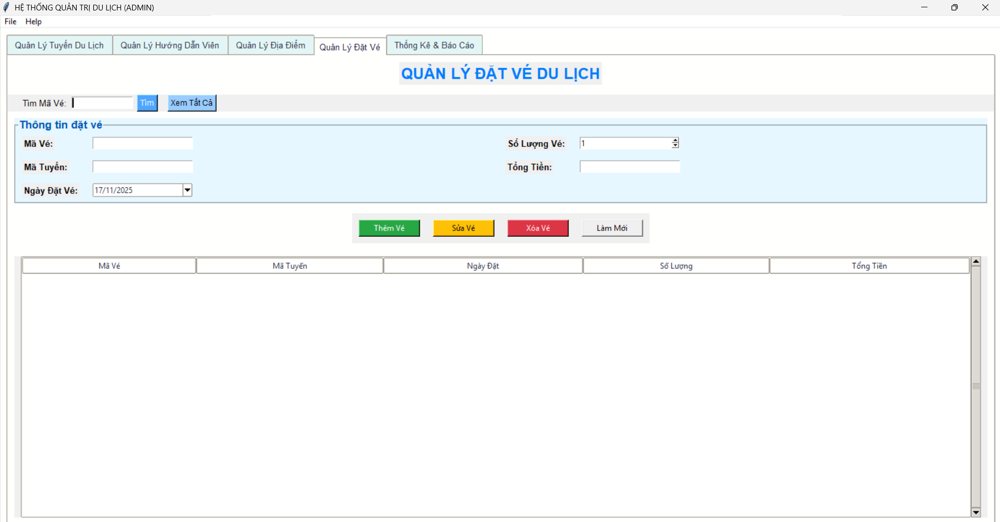 HỆ THỐNG QUẢN TRỊ DU LỊCH (ADMIN)
File Help
Quản Lý Tuyến Du Lịch Quản Lý Hướng Dẫn Viên Quản Lý Địa Điểm Quản Lý Đặt Vé Thống Kê & Báo Cáo
QUẢN LÝ ĐẶT VÉ DU LỊCH
Tìm Mã Vé: Tìm Xem Tất Cả
Thông tin đặt vé
Mã Vé: Số Lượng Vé: 1
Mã Tuyến: Tổng Tiền:
Ngày Đặt Vé: 17/11/2025
Thêm Vé Sửa Vé Xóa Vé Làm Mới
Mã Vé Mã Tuyến Ngày Đặt Số Lượng Tổng Tiền